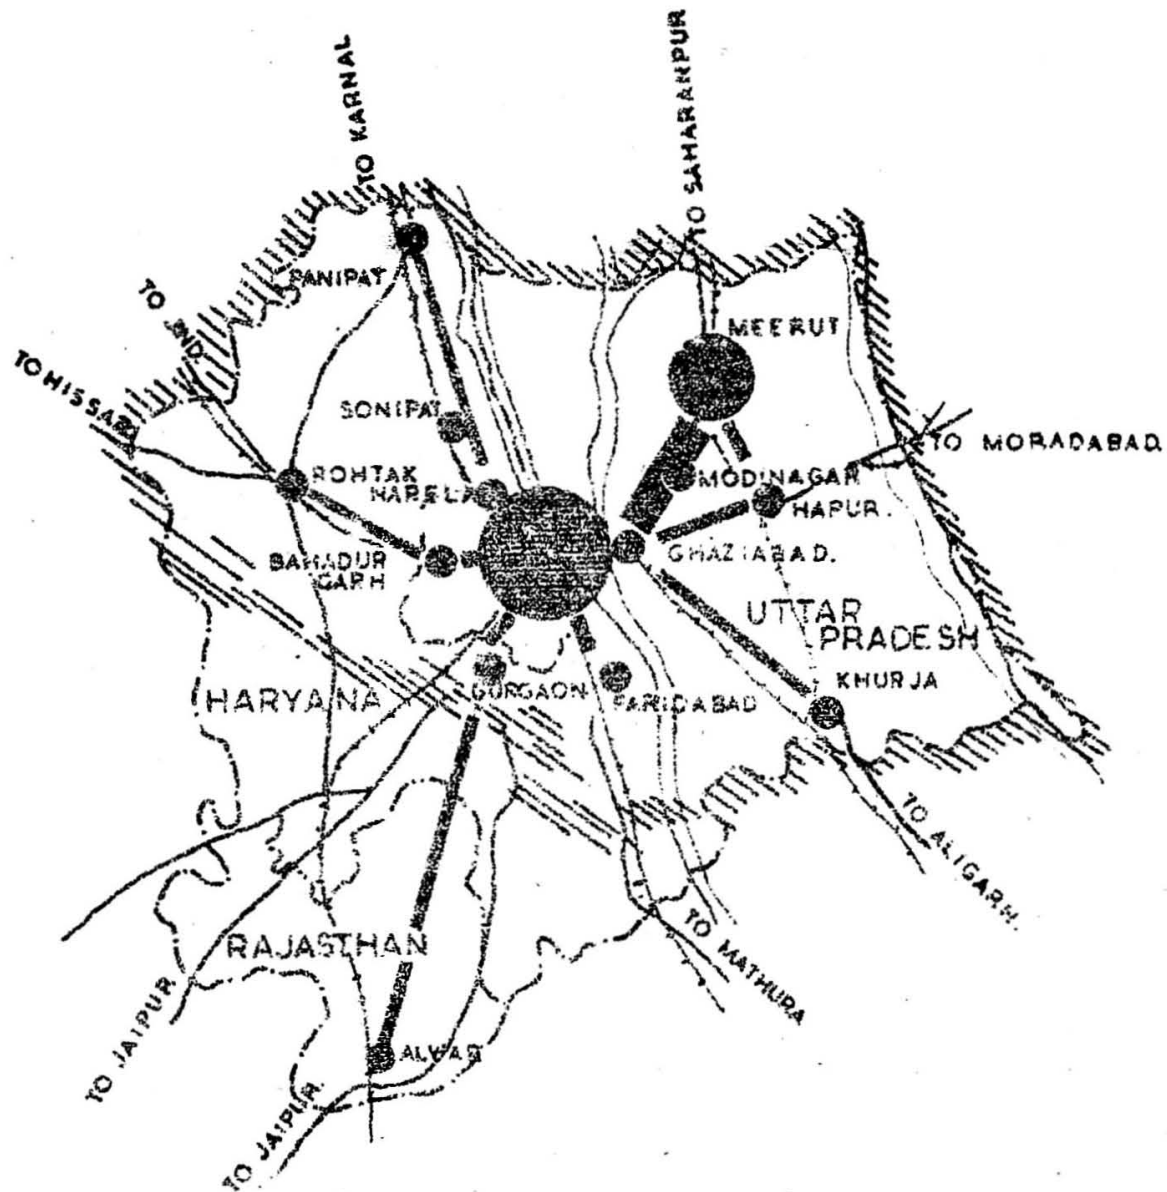 TO KARNAL
TO SAHARANPUR
PANIPAT
TO JIND.
MEERUT
TO HISSAR
SONIPAT
TO MORADABAD.
ROHTAK
NARELA
MODINAGAR
HAPUR.
BAHADUR
GARH
GHAZIABAD.
UTTAR
PRADESH
KHURJA
HARYANA
GURGAON
FARIDABAD
TO ALIGARH.
RAJASTHAN
TO MATHURA
TO JAIPUR
ALWAR
TO JAIPUR.